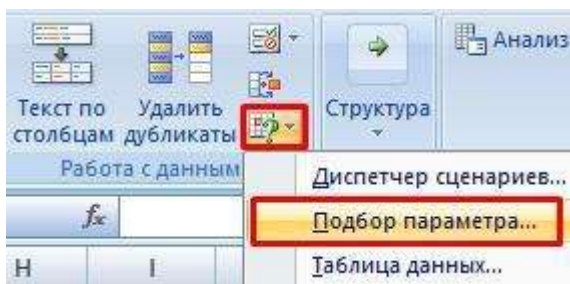 Анализ
Текст по столбцам
Удалить дубликаты
Структура
Работа с данным
Диспетчер сценариев...
fx
Подбор параметра...
H I
Таблица данных...